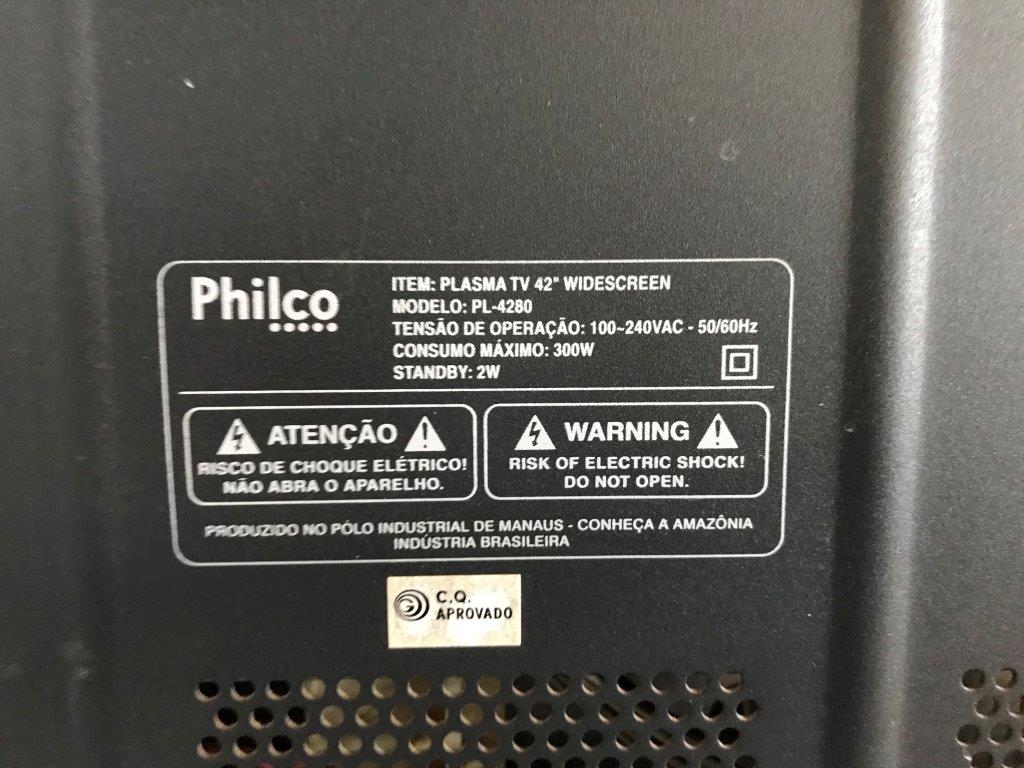 Philco
ITEM: PLASMA TV 42" WIDESCREEN
MODELO: PL-4280
TENSÃO DE OPERAÇÃO: 100~240VAC - 50/60Hz
CONSUMO MÁXIMO: 300W
STANDBY: 2W
ATENÇÃO
RISCO DE CHOQUE ELÉTRICO!
NÃO ABRA O APARELHO.
WARNING
RISK OF ELECTRIC SHOCK!
DO NOT OPEN.
PRODUZIDO NO PÓLO INDUSTRIAL DE MANAUS - CONHEÇA A AMAZÔNIA
INDÚSTRIA BRASILEIRA
C.Q.
APROVADO